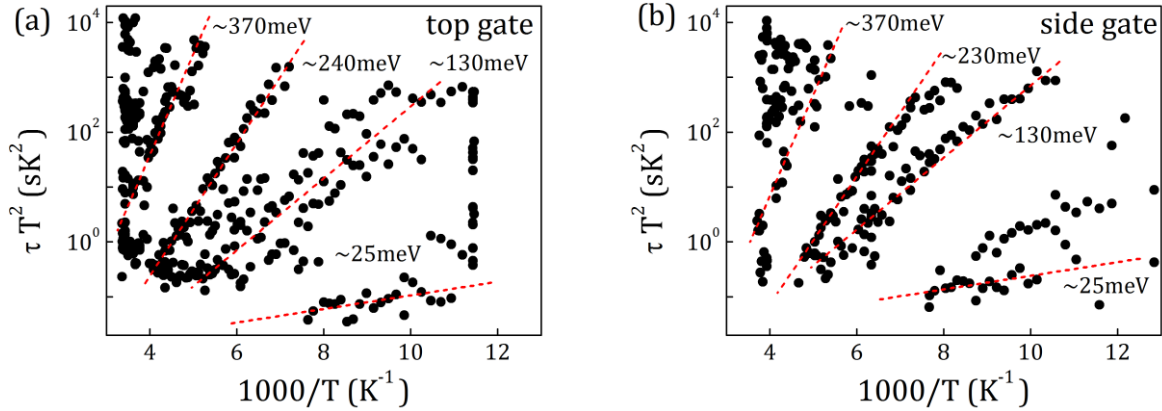 (a)
top gate
~370meV
~240meV
~130meV
~25meV
10⁴
10²
10⁰
τ T² (sK²)
4 6 8 10 12
1000/T (K⁻¹)
(b)
side gate
~370meV
~230meV
~130meV
~25meV
10⁴
10²
10⁰
τ T² (sK²)
4 6 8 10 12
1000/T (K⁻¹)